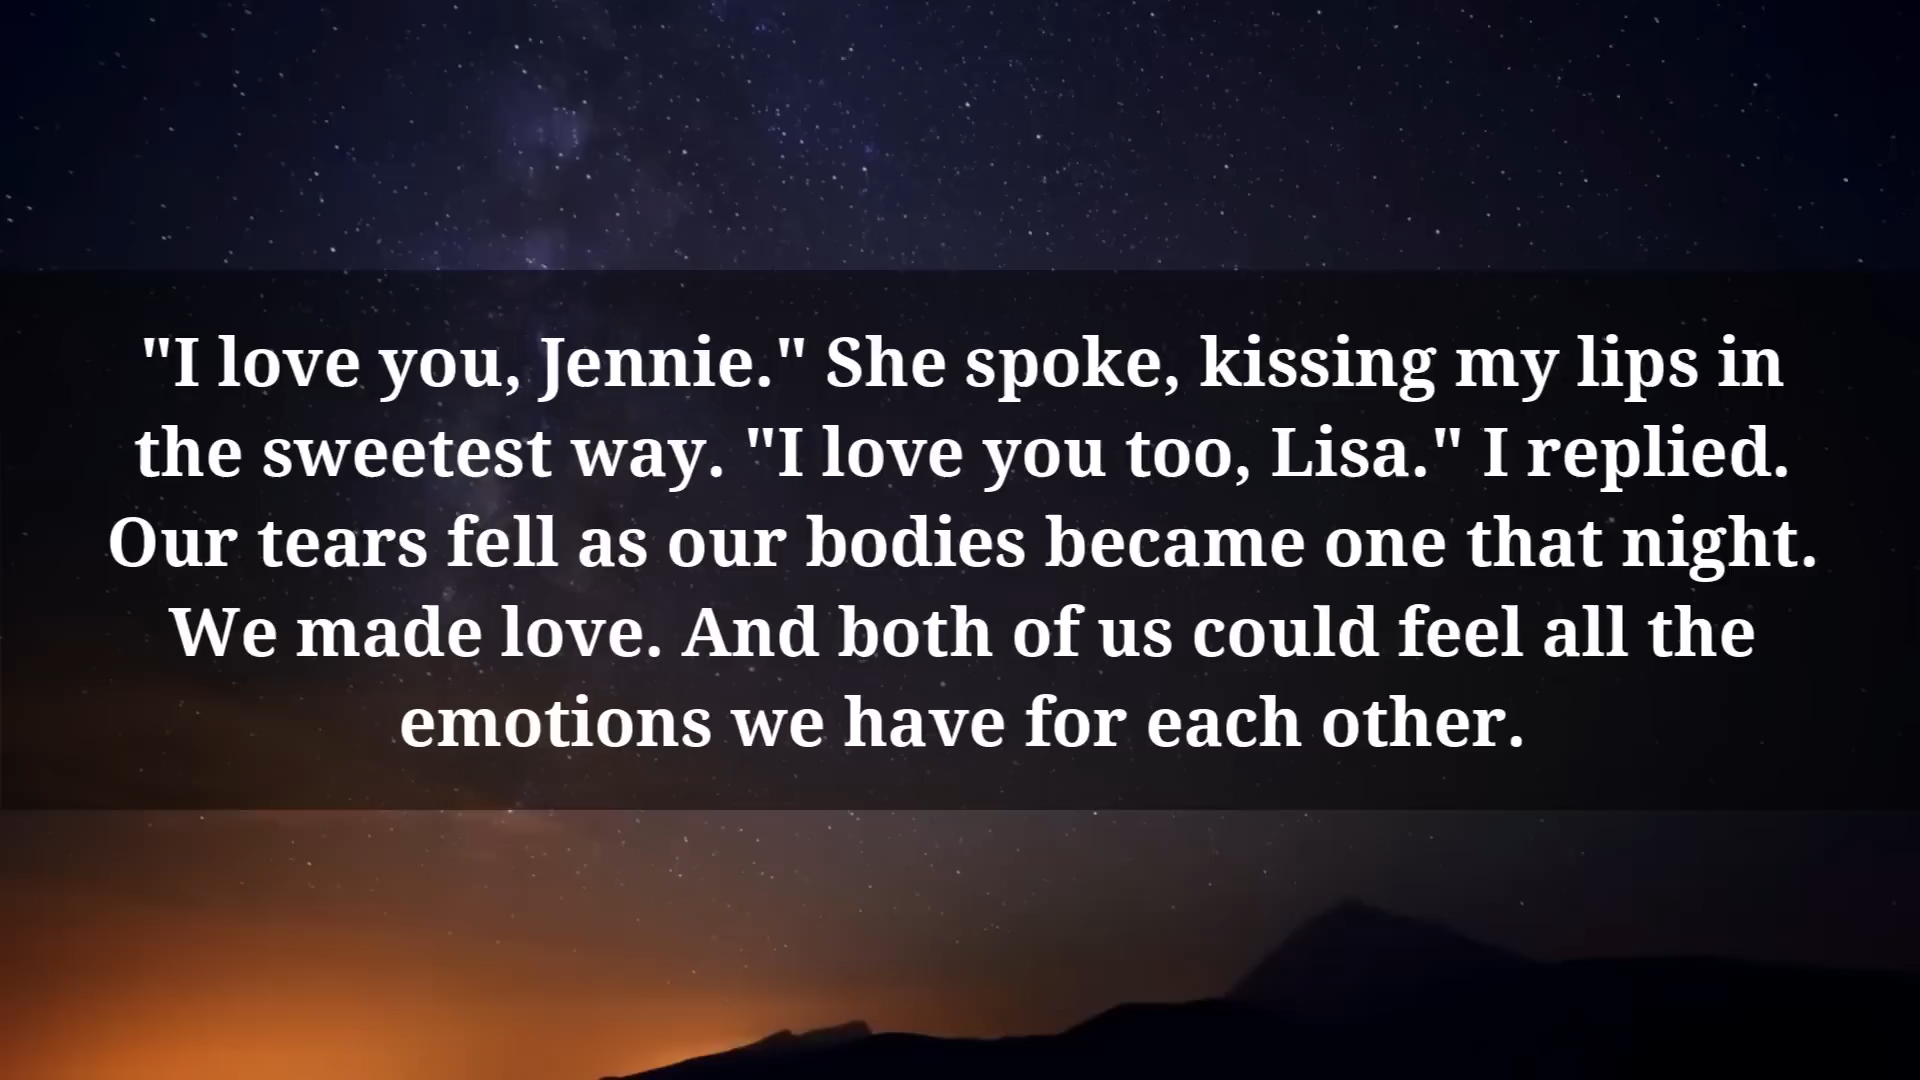 "I love you, Jennie." She spoke, kissing my lips in
the sweetest way. "I love you too, Lisa." I replied.
Our tears fell as our bodies became one that night.
We made love. And both of us could feel all the
emotions we have for each other.